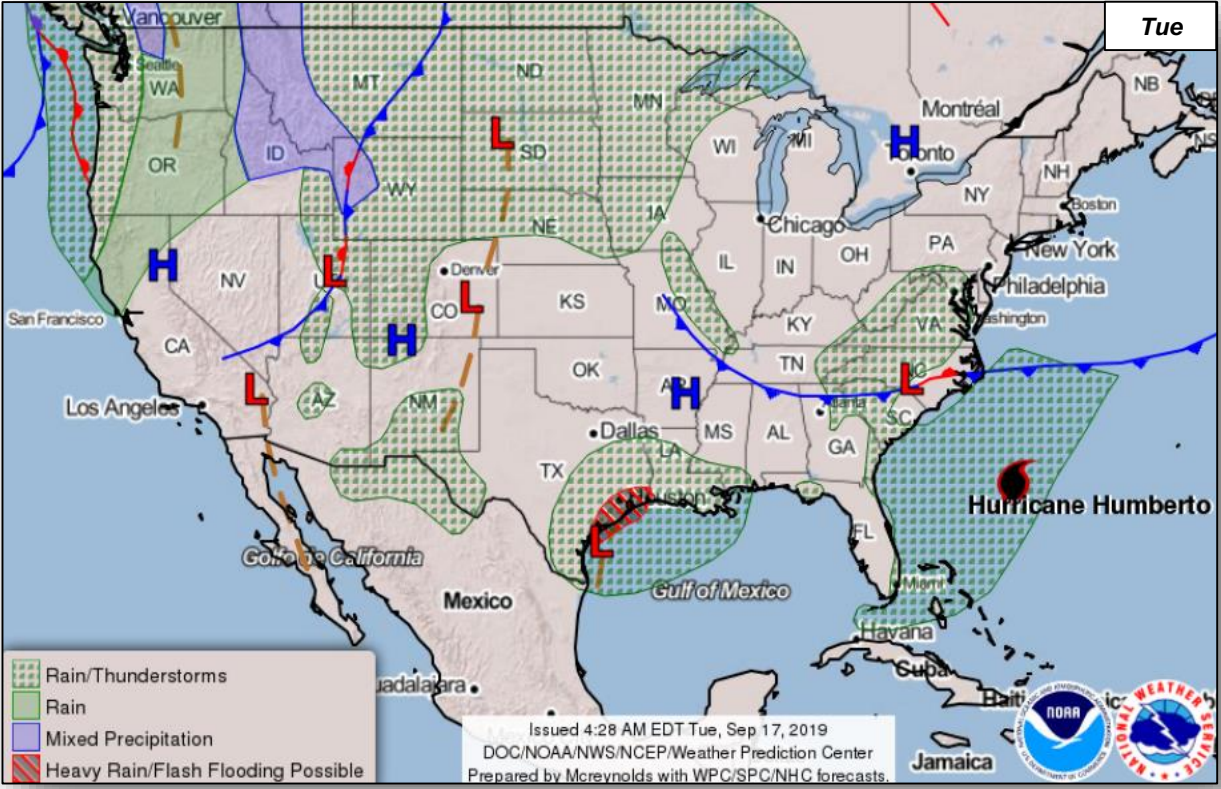 Tue
Vancouver
Seattle
WA
MT
ND
MN
OR
ID
WY
SD
WI
MI
Montréal
NB
Toronto
NH
NY
Boston
NE
IA
Chicago
New York
NV
Denver
CO
KS
MO
IL
IN
OH
PA
Philadelphia
San Francisco
CA
KY
VA
TN
NC
Los Angeles
AZ
NM
OK
AR
Atlanta
SC
Dallas
MS
AL
GA
LA
TX
Houston
Hurricane Humberto
FL
Golfo de California
Mexico
Gulf of Mexico
Miami
Havana
Cuba
Haiti
Jamaica
L
L
L
L
L
L
H
H
H
H
Rain/Thunderstorms
Rain
Mixed Precipitation
Heavy Rain/Flash Flooding Possible
Issued 4:28 AM EDT Tue, Sep 17, 2019
DOC/NOAA/NWS/NCEP/Weather Prediction Center
Prepared by Mcreynolds with WPC/SPC/NHC forecasts.
NOAA
NATIONAL WEATHER SERVICE